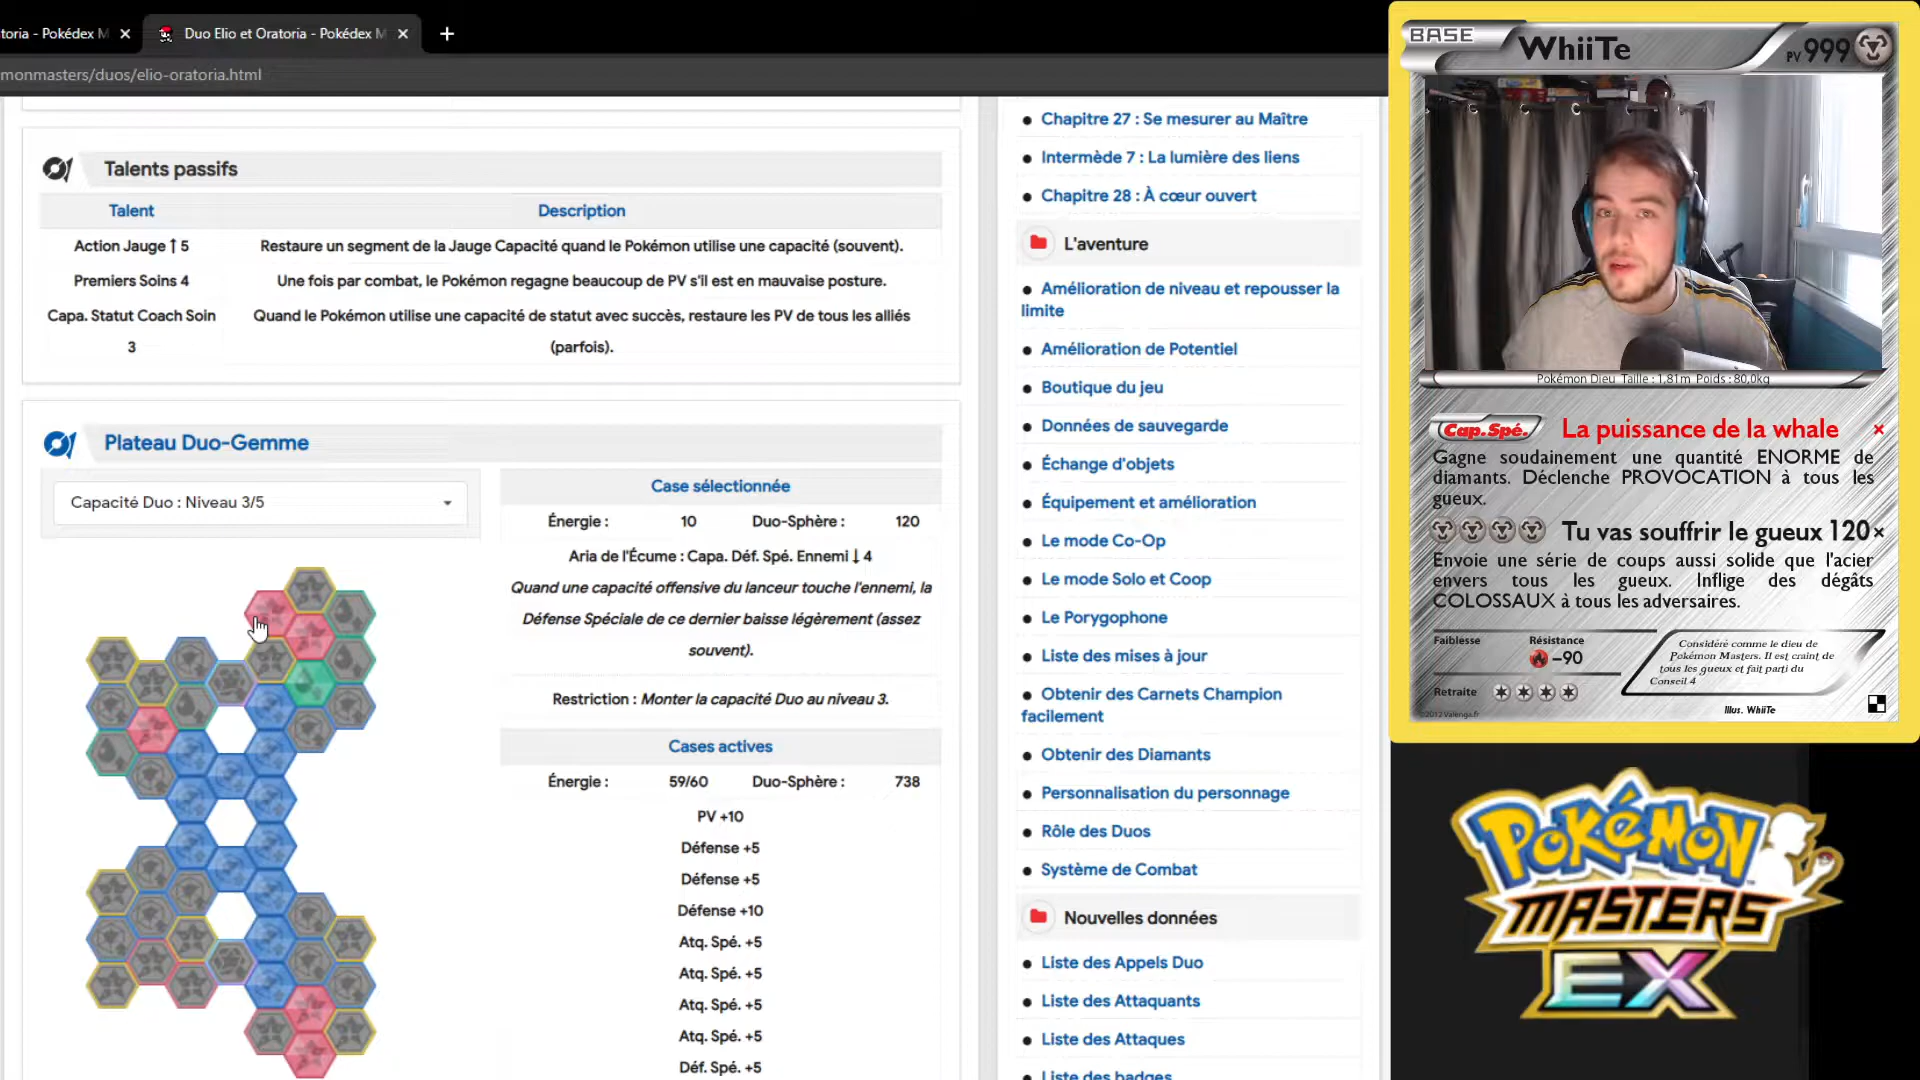 toria - Pokédex M
Duo Elio et Oratoria - Pokédex M
monmasters/duos/elio-oratoria.html
Talents passifs
Talent
Description
Action Jauge ↑ 5
Restaure un segment de la Jauge Capacité quand le Pokémon utilise une capacité (souvent).
Premiers Soins 4
Une fois par combat, le Pokémon regagne beaucoup de PV s'il est en mauvaise posture.
Capa. Statut Coach Soin
3
Quand le Pokémon utilise une capacité de statut avec succès, restaure les PV de tous les alliés
(parfois).
Plateau Duo-Gemme
Capacité Duo : Niveau 3/5
Case sélectionnée
Énergie : 10 Duo-Sphère : 120
Aria de l'Écume : Capa. Déf. Spé. Ennemi ↓ 4
Quand une capacité offensive du lanceur touche l'ennemi, la
Défense Spéciale de ce dernier baisse légèrement (assez
souvent).
Restriction : Monter la capacité Duo au niveau 3.
Cases actives
Énergie : 59/60 Duo-Sphère : 738
PV +10
Défense +5
Défense +5
Défense +10
Atq. Spé. +5
Atq. Spé. +5
Atq. Spé. +5
Atq. Spé. +5
Déf. Spé. +5
Chapitre 27 : Se mesurer au Maître
Intermède 7 : La lumière des liens
Chapitre 28 : À cœur ouvert
L'aventure
Amélioration de niveau et repousser la
limite
Amélioration de Potentiel
Boutique du jeu
Données de sauvegarde
Échange d'objets
Équipement et amélioration
Le mode Co-Op
Le mode Solo et Coop
Le Porygophone
Liste des mises à jour
Obtenir des Carnets Champion
facilement
Obtenir des Diamants
Personnalisation du personnage
Rôle des Duos
Système de Combat
Nouvelles données
Liste des Appels Duo
Liste des Attaquants
Liste des Attaques
Liste des badges
BASE
WhiiTe
PV 999
Pokémon Dieu Taille : 1,81m Poids : 80,0kg
Cap.Spé. La puissance de la whale ×
Gagne soudainement une quantité ENORME de
diamants. Déclenche PROVOCATION à tous les
gueux.
Tu vas souffrir le gueux 120×
Envoie une série de coups aussi solide que l'acier
envers tous les gueux. Inflige des dégâts
COLOSSAUX à tous les adversaires.
Faiblesse
Résistance
-90
Retraite
Considéré comme le dieu de
Pokémon Masters. Il est craint de
tous les gueux et fait parti du
Conseil 4
©2012 Valenga.fr
Illus. WhiiTe
POKéMON
MASTERS
EX